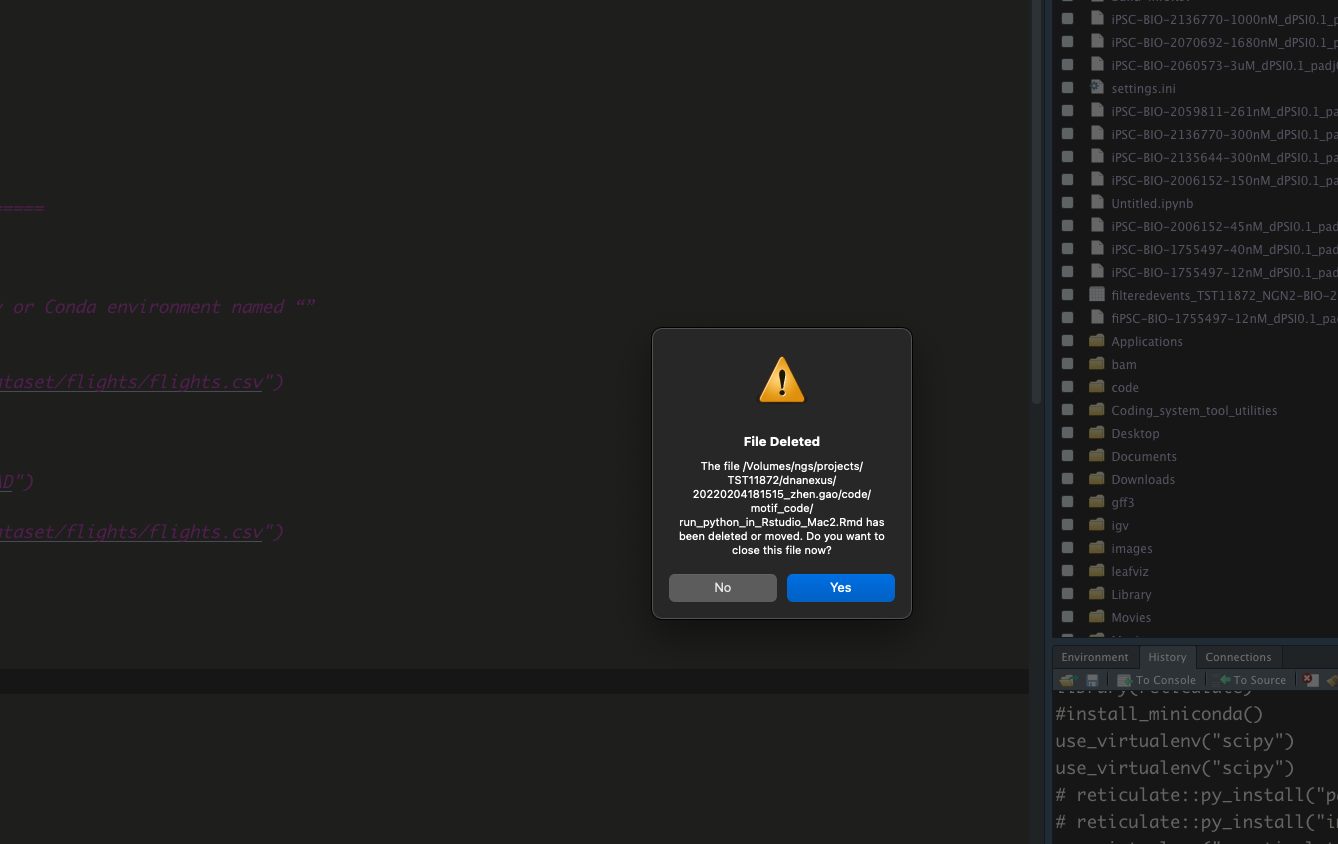 =====
or Conda environment named “”
ataset/flights/flights.csv")
AD")
ataset/flights/flights.csv")
File Deleted
The file /Volumes/ngs/projects/
TST11872/dnanexus/
20220204181515_zhen.gao/code/
motif_code/
run_python_in_Rstudio_Mac2.Rmd has
been deleted or moved. Do you want to
close this file now?
No
Yes
iPSC-BIO-2136770-1000nM_dPSI0.1_p
iPSC-BIO-2070692-1680nM_dPSI0.1_p
iPSC-BIO-2060573-3uM_dPSI0.1_padj
settings.ini
iPSC-BIO-2059811-261nM_dPSI0.1_pa
iPSC-BIO-2136770-300nM_dPSI0.1_pa
iPSC-BIO-2135644-300nM_dPSI0.1_pa
iPSC-BIO-2006152-150nM_dPSI0.1_pa
Untitled.ipynb
iPSC-BIO-2006152-45nM_dPSI0.1_pad
iPSC-BIO-1755497-40nM_dPSI0.1_pad
iPSC-BIO-1755497-12nM_dPSI0.1_pad
filteredevents_TST11872_NGN2-BIO-2
fiPSC-BIO-1755497-12nM_dPSI0.1_pa
Applications
bam
code
Coding_system_tool_utilities
Desktop
Documents
Downloads
gff3
igv
images
leafviz
Library
Movies
Environment History Connections
To Console To Source
library(reticulate)
#install_miniconda()
use_virtualenv("scipy")
use_virtualenv("scipy")
# reticulate::py_install("p
# reticulate::py_install("i